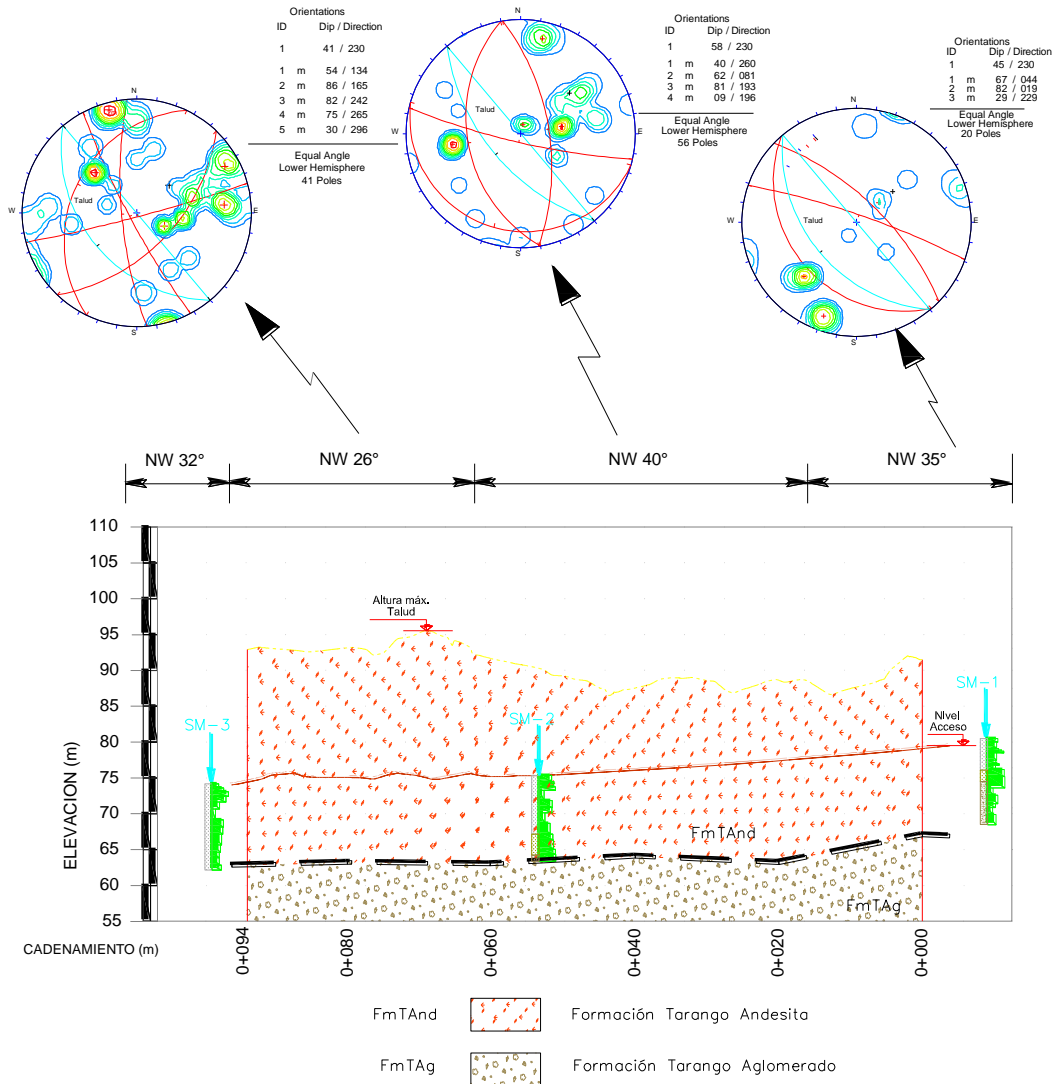 Orientations
ID Dip / Direction
1 41 / 230
1 m 54 / 134
2 m 86 / 165
3 m 82 / 242
4 m 75 / 265
5 m 30 / 296
Equal Angle
Lower Hemisphere
41 Poles
N
Talud
W
E
S
Orientations
ID Dip / Direction
1 58 / 230
1 m 40 / 260
2 m 62 / 081
3 m 81 / 193
4 m 09 / 196
Equal Angle
Lower Hemisphere
56 Poles
N
Talud
W
E
S
Orientations
ID Dip / Direction
1 45 / 230
1 m 67 / 044
2 m 82 / 019
3 m 29 / 229
Equal Angle
Lower Hemisphere
20 Poles
N
Talud
W
E
S
NW 32° NW 26° NW 40° NW 35°
110
105
100
95
90
85
80
75
70
65
60
55
ELEVACION (m)
Altura máx.
Talud
SM-3
SM-2
SM-1
NIvel
Acceso
FmTAnd
FmTAg
CADENAMIENTO (m)
0+094
0+080
0+060
0+040
0+020
0+000
FmTAnd Formación Tarango Andesita
FmTAg Formación Tarango Aglomerado